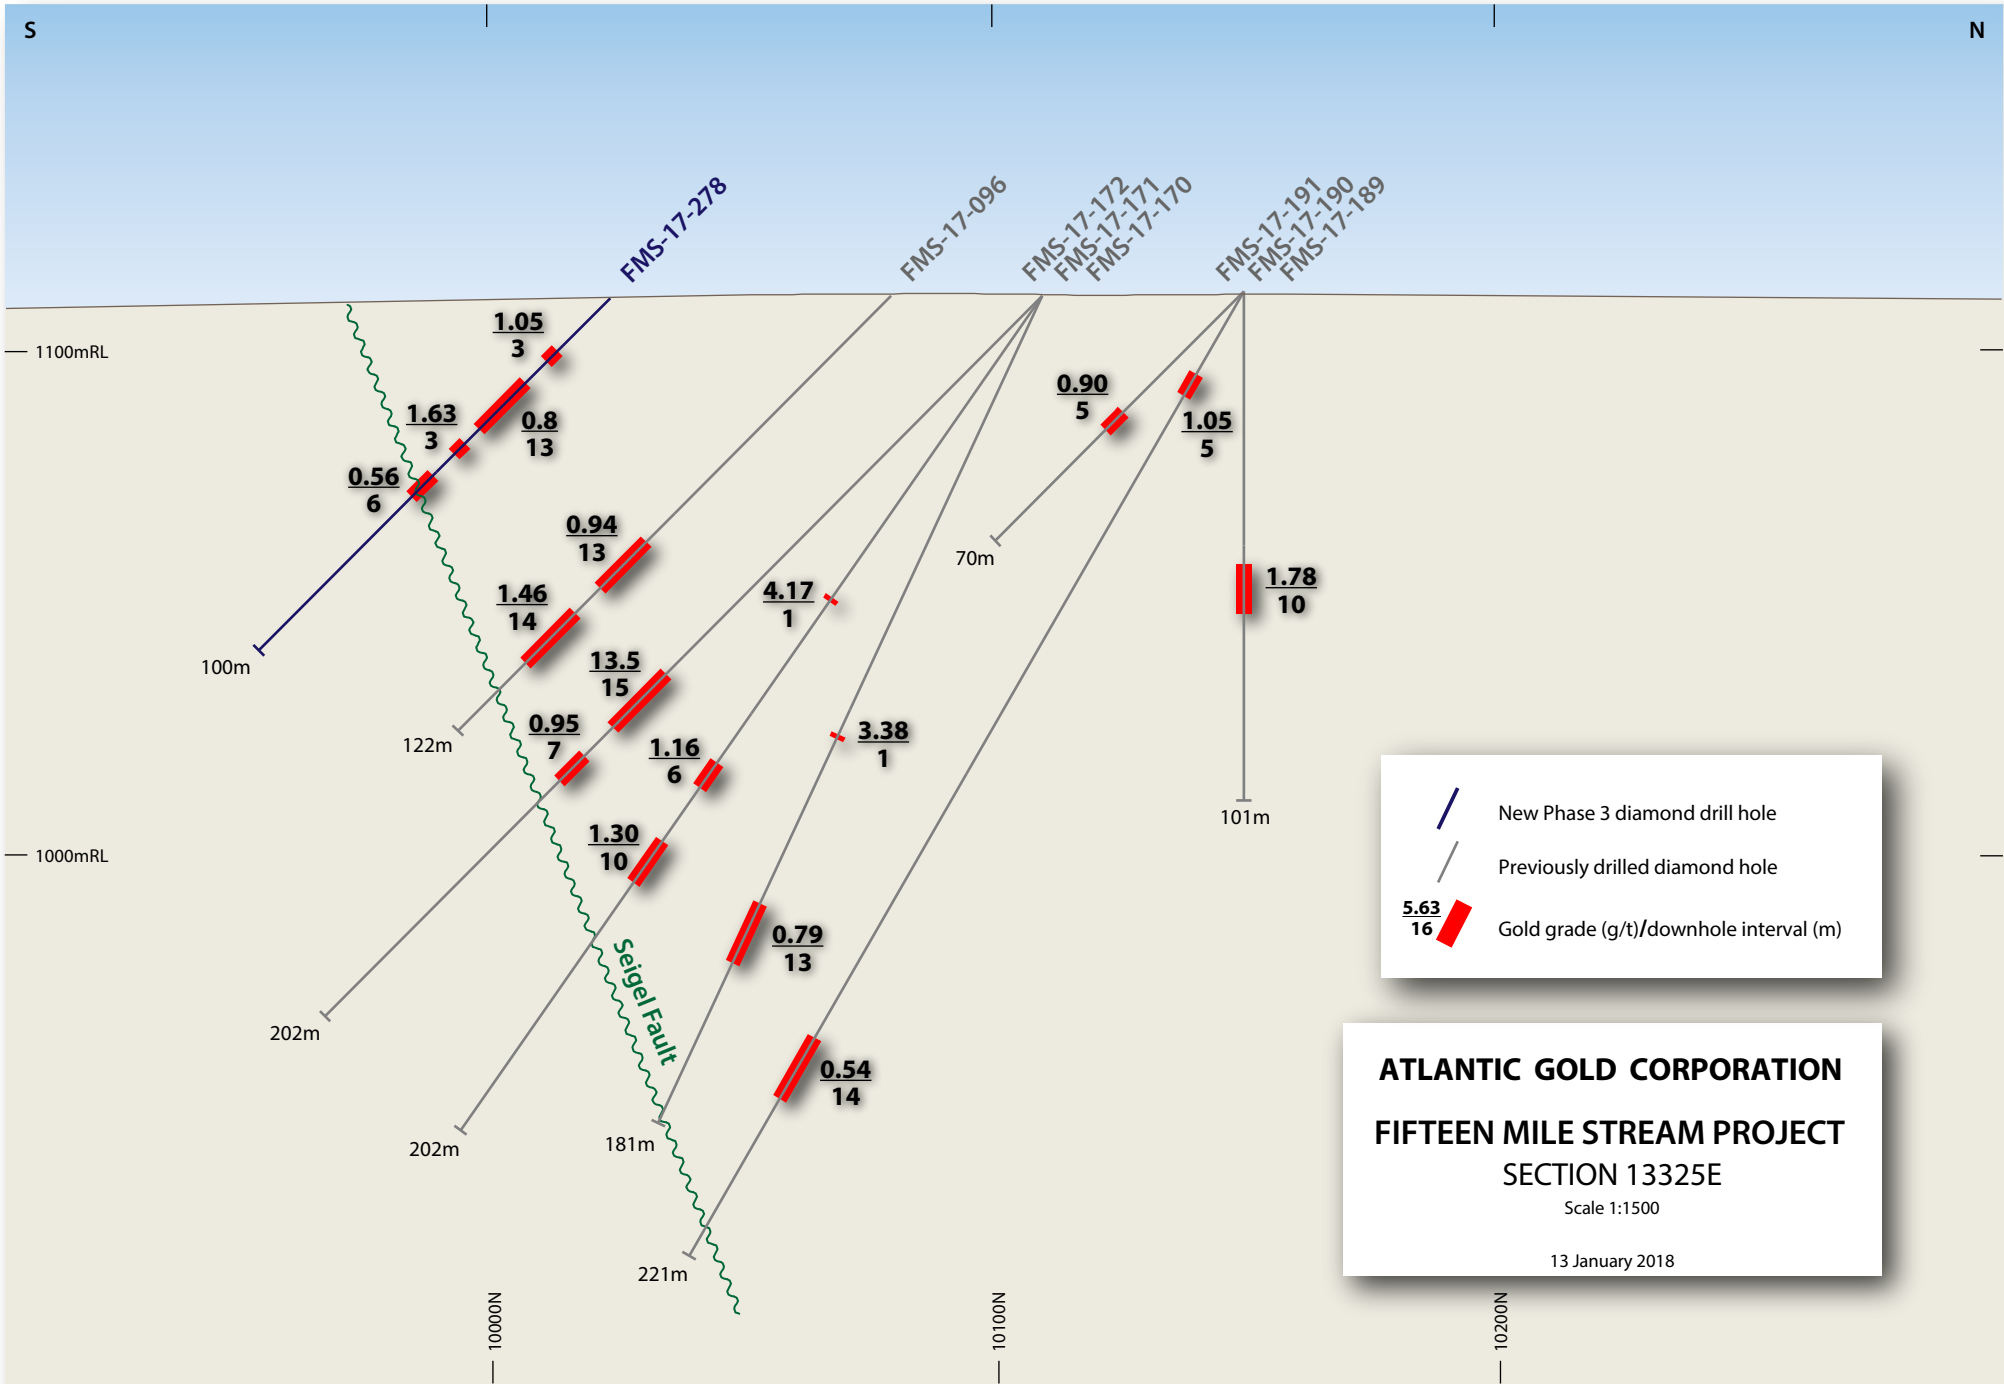 S
N
FMS-17-278
FMS-17-096
FMS-17-172
FMS-17-171
FMS-17-170
FMS-17-191
FMS-17-190
FMS-17-189
1100mRL
1.05
3
0.8
13
1.63
3
0.56
6
100m
0.94
13
1.46
14
122m
13.5
15
0.95
7
202m
4.17
1
1.16
6
1.30
10
202m
3.38
1
0.79
13
181m
0.90
5
70m
1.05
5
0.54
14
221m
1.78
10
101m
1000mRL
Seigel Fault
New Phase 3 diamond drill hole
Previously drilled diamond hole
5.63
16
Gold grade (g/t)/downhole interval (m)
ATLANTIC GOLD CORPORATION
FIFTEEN MILE STREAM PROJECT
SECTION 13325E
Scale 1:1500
13 January 2018
10000N
10100N
10200N